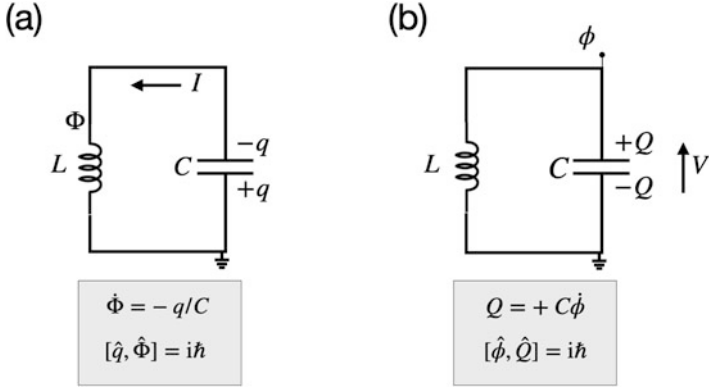 (a)
I
Φ
L
C
−q
+q
Φ̇ = − q/C
[q̂, Φ̂] = iħ
(b)
ϕ
L
C
+Q
−Q
V
Q = + Cϕ̇
[ϕ̂, Q̂] = iħ